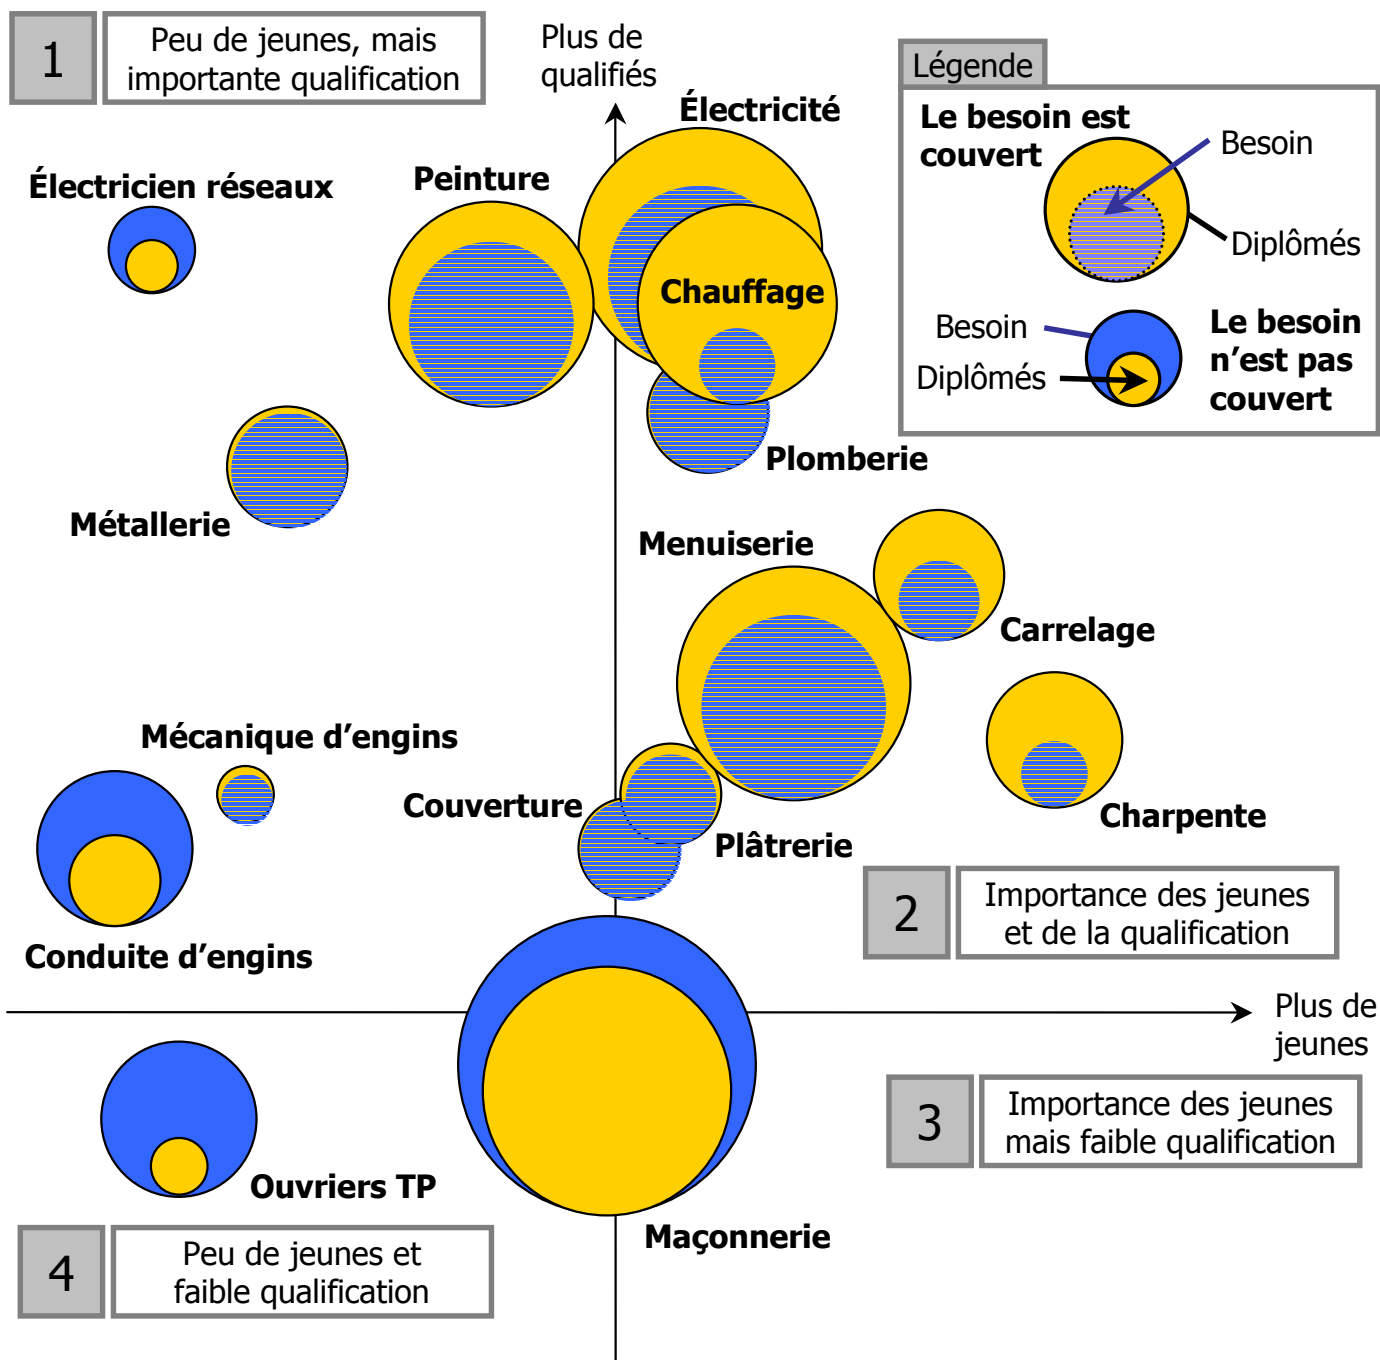 1
Peu de jeunes, mais
importante qualification
Plus de
qualifiés
Légende
Le besoin est
couvert
Besoin
Diplômés
Besoin
Diplômés
Le besoin
n’est pas
couvert
Électricité
Peinture
Électricien réseaux
Chauffage
Plomberie
Métallerie
Menuiserie
Carrelage
Mécanique d’engins
Couverture
Charpente
Plâtrerie
2
Importance des jeunes
et de la qualification
Conduite d’engins
Plus de
jeunes
3
Importance des jeunes
mais faible qualification
Ouvriers TP
Maçonnerie
4
Peu de jeunes et
faible qualification